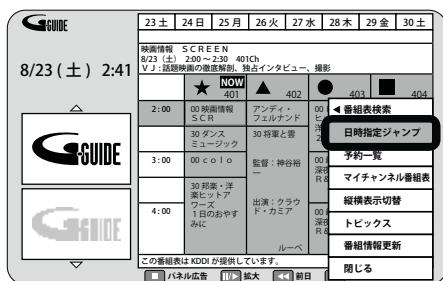 G-GUIDE
8/23 ( 土 ) 2:41
G-GUIDE
G-GUIDE
23 土 24 日 25 月 26 火 27 水 28 木 29 金 30 土
映画情報 ＳＣＲＥＥＮ
8/23（土） 2:00 ～ 2:30 401Ch
ＶＪ：話題映画の徹底解剖、独占インタビュー、撮影
★ NOW 401 ▲ 402 ● 403 ■ 404
2：00
00 映画情報
ＳＣＲ
30 ダンス
ミュージック
3：00
00 ｃｏｌｏ
30 邦楽・洋
楽ヒットア
ワーズ
4：00
１日のおやす
みに
アンディ・
フェルナンド
30 将軍と雲
監督：神谷裕
一
出演：クラウ
ド・カミア
ルーベ
◀ 番組表検索
日時指定ジャンプ
予約一覧
マイチャンネル番組表
縦横表示切替
トピックス
番組情報更新
閉じる
この番組表は KDDI が提供しています。
パネル広告 拡大 前日